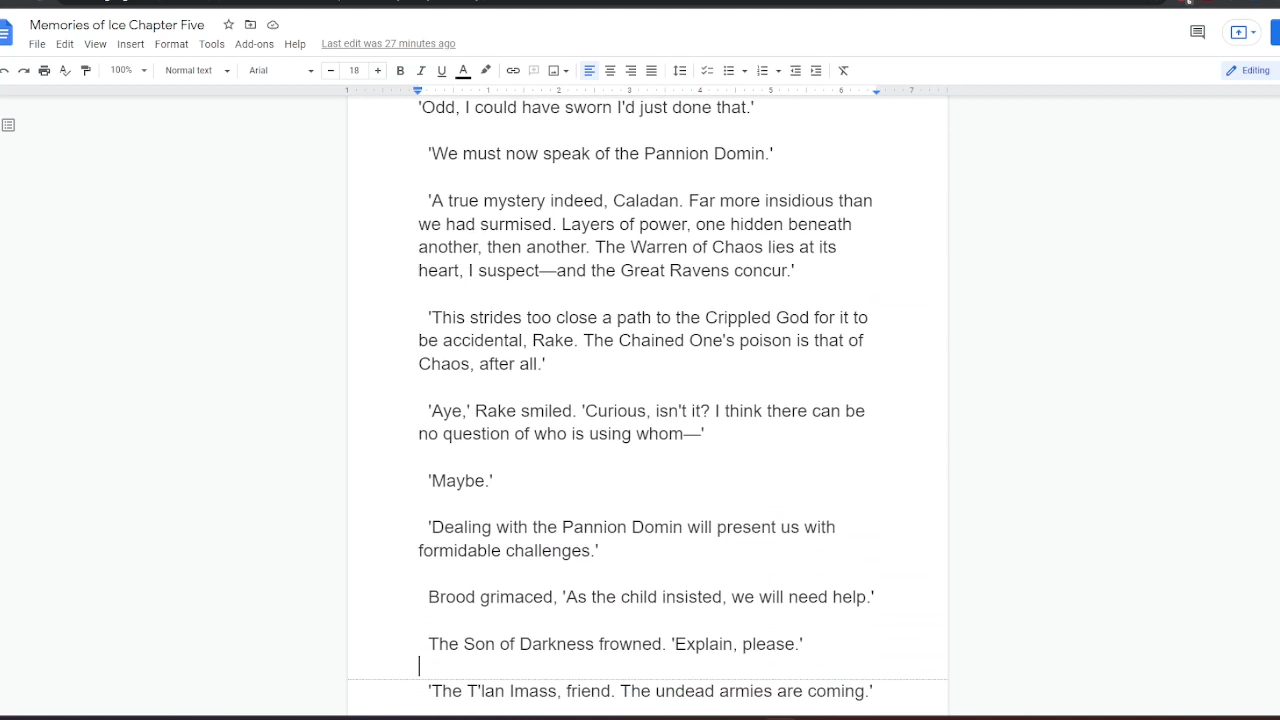 Memories of Ice Chapter Five
File Edit View Insert Format Tools Add-ons Help Last edit was 27 minutes ago
100% Normal text Arial 18 B I U A Editing
1 1 2 3 4 5 6 7
'Odd, I could have sworn I'd just done that.'
'We must now speak of the Pannion Domin.'
'A true mystery indeed, Caladan. Far more insidious than
we had surmised. Layers of power, one hidden beneath
another, then another. The Warren of Chaos lies at its
heart, I suspect—and the Great Ravens concur.'
'This strides too close a path to the Crippled God for it to
be accidental, Rake. The Chained One's poison is that of
Chaos, after all.'
'Aye,' Rake smiled. 'Curious, isn't it? I think there can be
no question of who is using whom—'
'Maybe.'
'Dealing with the Pannion Domin will present us with
formidable challenges.'
Brood grimaced, 'As the child insisted, we will need help.'
The Son of Darkness frowned. 'Explain, please.'
'The T'lan Imass, friend. The undead armies are coming.'